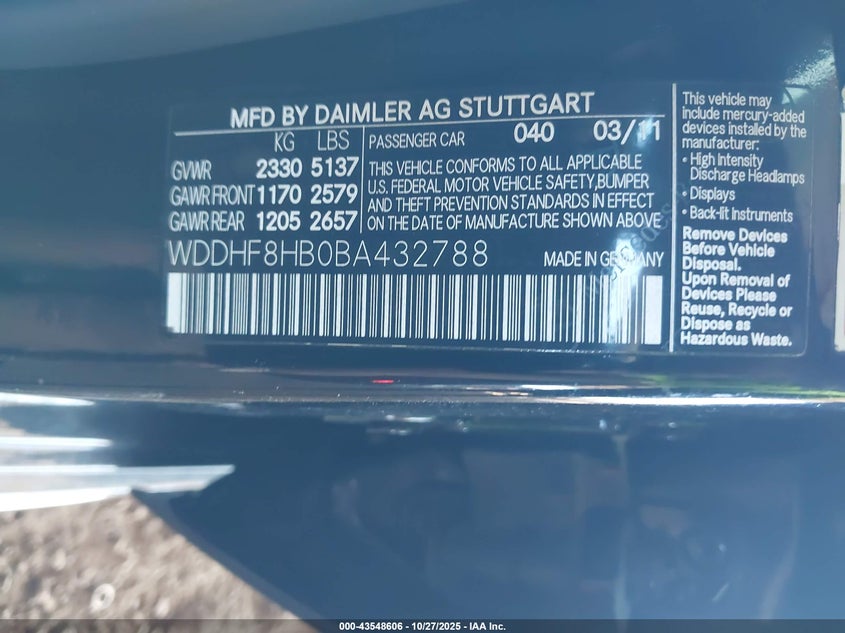 MFD BY DAIMLER AG STUTTGART
KG LBS
GVWR 2330 5137
GAWR FRONT 1170 2579
GAWR REAR 1205 2657
PASSENGER CAR 040 03/11
THIS VEHICLE CONFORMS TO ALL APPLICABLE
U.S. FEDERAL MOTOR VEHICLE SAFETY,BUMPER
AND THEFT PREVENTION STANDARDS IN EFFECT
ON THE DATE OF MANUFACTURE SHOWN ABOVE
WDDHF8HB0BA432788 MADE IN GERMANY
This vehicle may
include mercury-added
devices installed by the
manufacturer:
• High Intensity
Discharge Headlamps
• Displays
• Back-lit Instruments
Remove Devices
Before Vehicle
Disposal.
Upon Removal of
Devices Please
Reuse, Recycle or
Dispose as
Hazardous Waste.
000-43548606 - 10/27/2025 - IAA Inc.